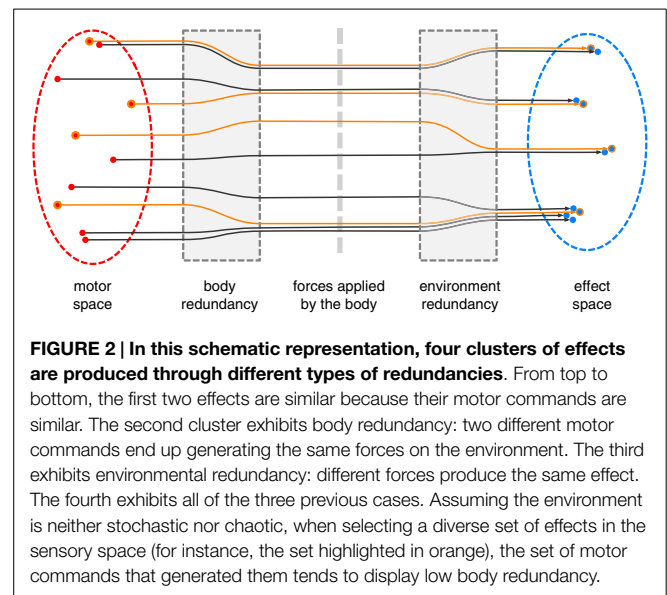 motor space
body redundancy
forces applied by the body
environment redundancy
effect space
FIGURE 2 | In this schematic representation, four clusters of effects
are produced through different types of redundancies. From top to
bottom, the first two effects are similar because their motor commands are
similar. The second cluster exhibits body redundancy: two different motor
commands end up generating the same forces on the environment. The third
exhibits environmental redundancy: different forces produce the same effect.
The fourth exhibits all of the three previous cases. Assuming the environment
is neither stochastic nor chaotic, when selecting a diverse set of effects in the
sensory space (for instance, the set highlighted in orange), the set of motor
commands that generated them tends to display low body redundancy.